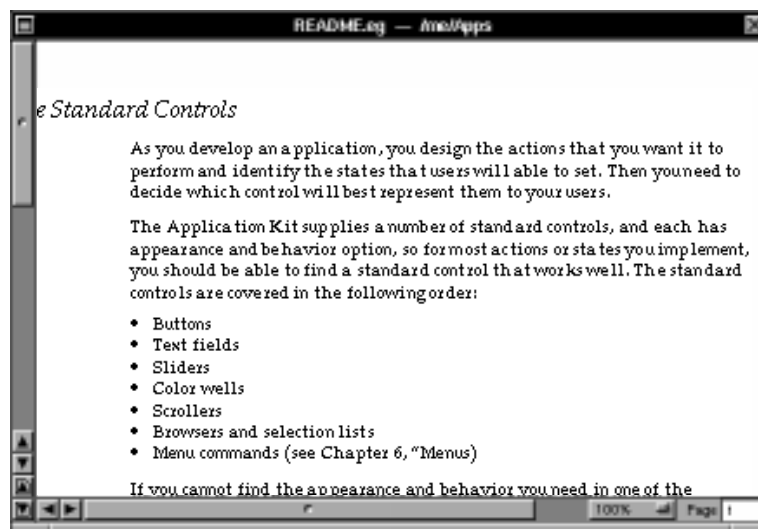 README.eg — /me/Apps
e Standard Controls
As you develop an application, you design the actions that you want it to
perform and identify the states that users will able to set. Then you need to
decide which control will best represent them to your users.
The Application Kit supplies a number of standard controls, and each has
appearance and behavior option, so for most actions or states you implement,
you should be able to find a standard control that works well. The standard
controls are covered in the following order:
• Buttons
• Text fields
• Sliders
• Color wells
• Scrollers
• Browsers and selection lists
• Menu commands (see Chapter 6, “Menus)
If you cannot find the appearance and behavior you need in one of the
100% Page